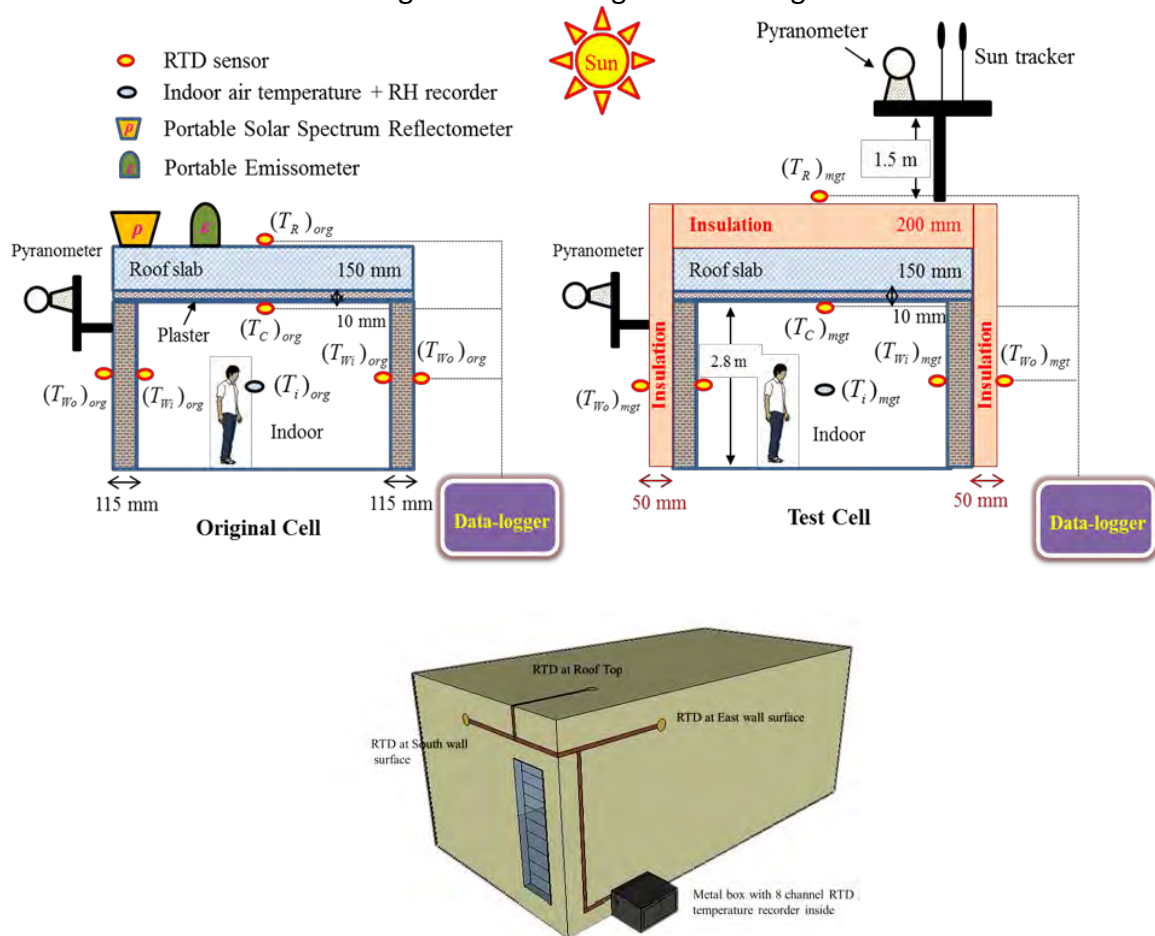 RTD sensor
Indoor air temperature + RH recorder
ρ Portable Solar Spectrum Reflectometer
Portable Emissometer
Sun
Pyranometer
Sun tracker
1.5 m
(T_R)_mgt
Insulation 200 mm
Roof slab 150 mm
10 mm
(T_C)_mgt
2.8 m
(T_Wi)_mgt
(T_Wo)_mgt
Pyranometer
(T_Wo)_mgt
(T_i)_mgt
Indoor
Insulation
Insulation
50 mm
50 mm
Test Cell
Data-logger
ρ
ε
(T_R)_org
Pyranometer
Roof slab 150 mm
Plaster
10 mm
(T_C)_org
(T_Wi)_org
(T_Wo)_org
(T_Wo)_org
(T_Wi)_org
(T_i)_org
Indoor
115 mm
115 mm
Original Cell
Data-logger
RTD at Roof Top
RTD at South wall
surface
RTD at East wall surface
Metal box with 8 channel RTD
temperature recorder inside